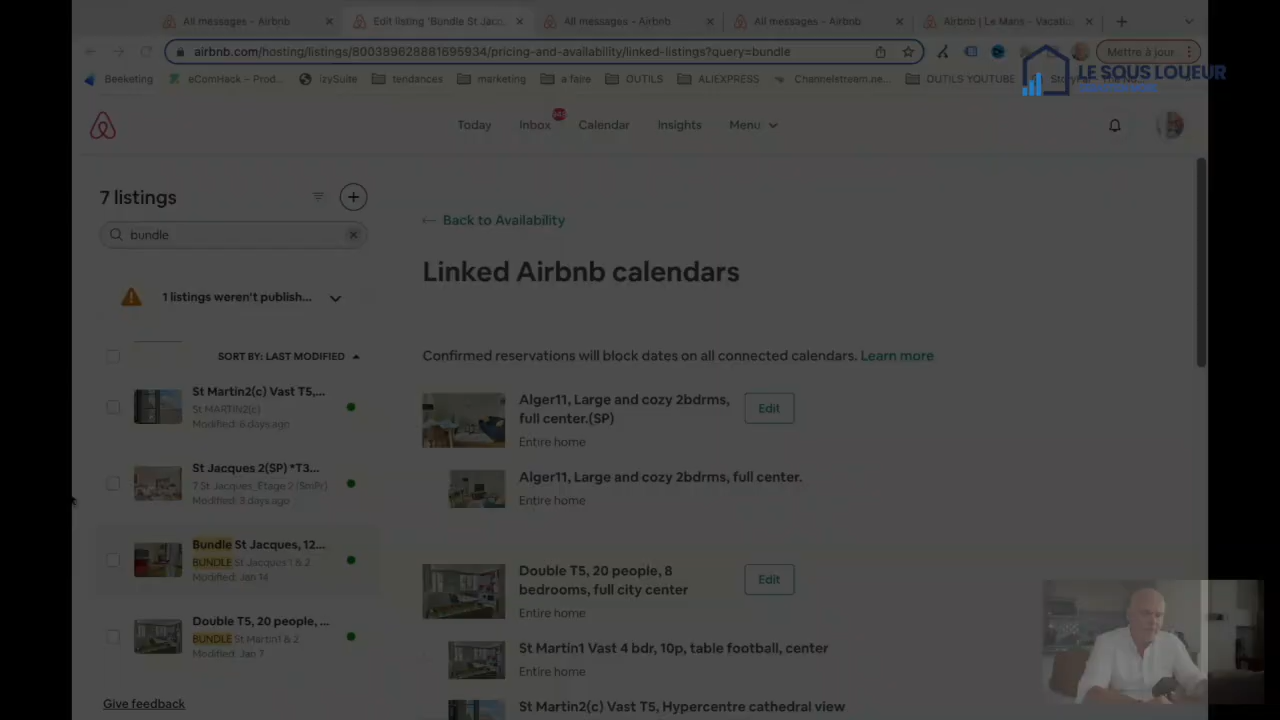 All messages - Airbnb
Edit listing 'Bundle St Jacq...
All messages - Airbnb
All messages - Airbnb
Airbnb | Le Mans - Vacatio
airbnb.com/hosting/listings/800389628881695934/pricing-and-availability/linked-listings?query=bundle
Mettre à jour
Beeketing
eComHack – Prod...
IzySuite
tendances
marketing
a faire
OUTILS
ALIEXPRESS
Channelstream.ne...
OUTILS YOUTUBE
LE SOUS LOUEUR
Today
Inbox
Calendar
Insights
Menu
7 listings
bundle
1 listings weren't publish...
SORT BY: LAST MODIFIED
St Martin2(c) Vast T5,...
St MARTIN2(c)
Modified: 6 days ago
St Jacques 2(SP) *T3...
7 St Jacques_Etage 2 (SmPr)
Modified: 3 days ago
Bundle St Jacques, 12...
BUNDLE St Jacques 1 & 2
Modified: Jan 14
Double T5, 20 people, ...
BUNDLE St Martin1 & 2
Modified: Jan 7
Give feedback
Back to Availability
Linked Airbnb calendars
Confirmed reservations will block dates on all connected calendars. Learn more
Alger11, Large and cozy 2bdrms,
full center.(SP)
Entire home
Edit
Alger11, Large and cozy 2bdrms, full center.
Entire home
Double T5, 20 people, 8
bedrooms, full city center
Entire home
Edit
St Martin1 Vast 4 bdr, 10p, table football, center
Entire home
St Martin2(c) Vast T5, Hypercentre cathedral view